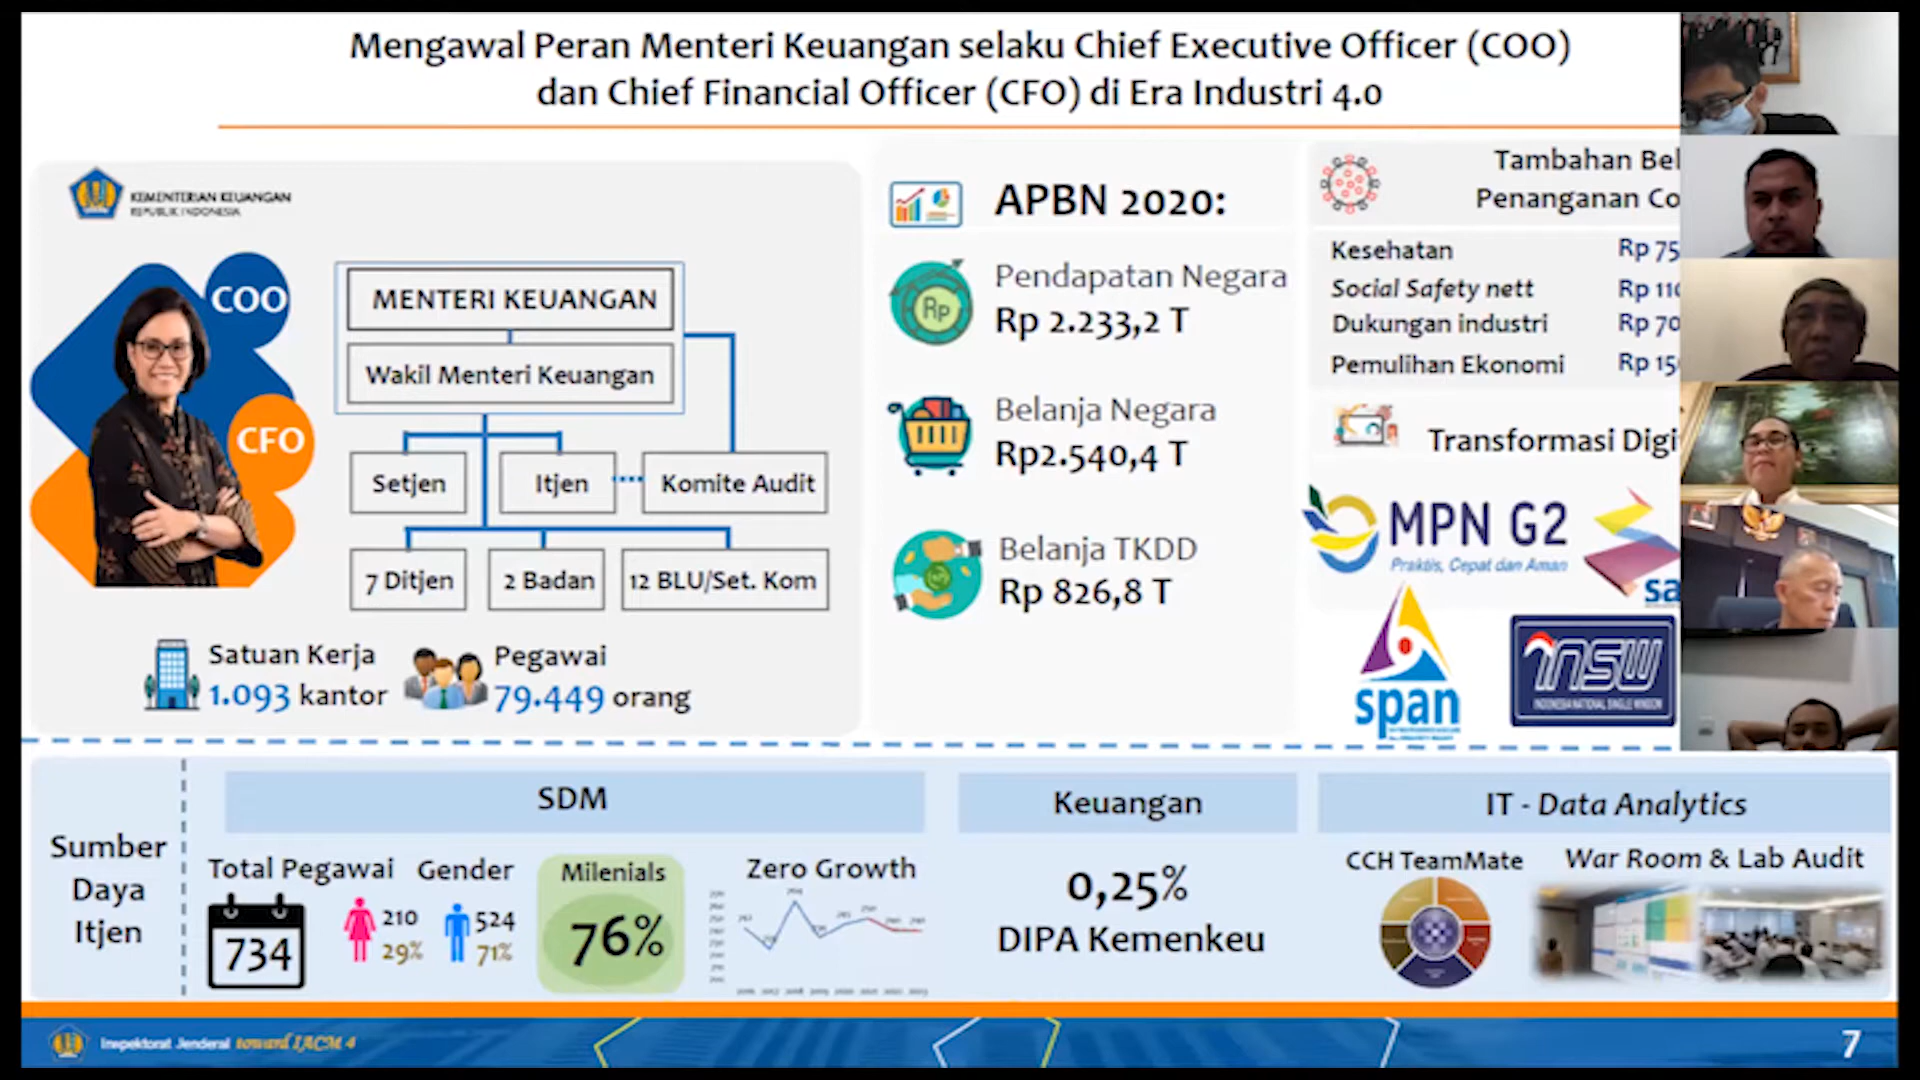 Mengawal Peran Menteri Keuangan selaku Chief Executive Officer (COO)
dan Chief Financial Officer (CFO) di Era Industri 4.0
KEMENTERIAN KEUANGAN
REPUBLIK INDONESIA
COO
CFO
MENTERI KEUANGAN
Wakil Menteri Keuangan
Setjen
Itjen
Komite Audit
7 Ditjen
2 Badan
12 BLU/Set. Kom
Satuan Kerja
1.093 kantor
Pegawai
79.449 orang
APBN 2020:
Pendapatan Negara
Rp 2.233,2 T
Belanja Negara
Rp2.540,4 T
Belanja TKDD
Rp 826,8 T
Tambahan Bel
Penanganan Co
Kesehatan Rp 75
Social Safety nett Rp 110
Dukungan industri Rp 70
Pemulihan Ekonomi Rp 15
Transformasi Digi
MPN G2
Praktis, Cepat dan Aman
sa
span
INSW
INDONESIA NATIONAL SINGLE WINDOW
Sumber
Daya
Itjen
SDM
Total Pegawai
734
Gender
210
29%
524
71%
Milenials
76%
Zero Growth
Keuangan
0,25%
DIPA Kemenkeu
IT - Data Analytics
CCH TeamMate
War Room & Lab Audit
Inspektorat Jenderal toward IACM 4
7